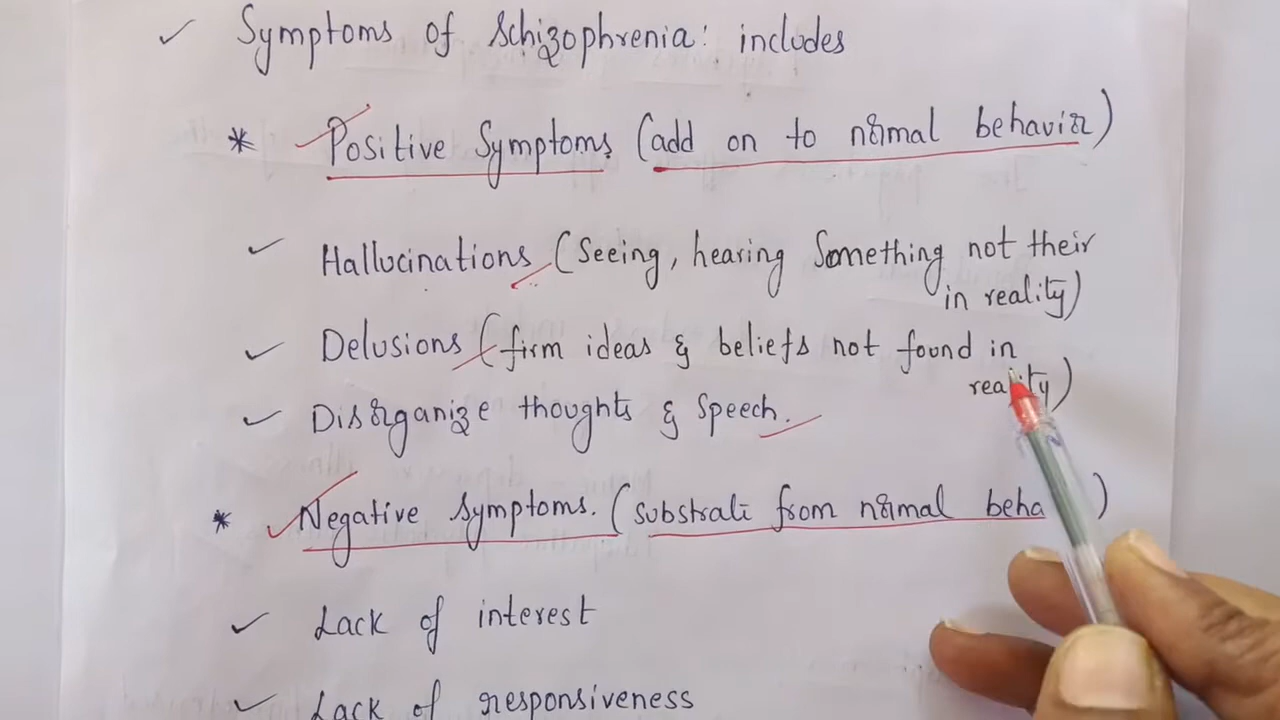 Symptoms of schizophrenia: includes
* Positive Symptoms (add on to normal behavior)
Hallucinations (Seeing, hearing Something not their
in reality)
Delusions (firm ideas & beliefs not found in
reality)
Disorganize thoughts & Speech.
* Negative Symptoms. (substrate from normal beha )
Lack of interest
Lack of responsiveness